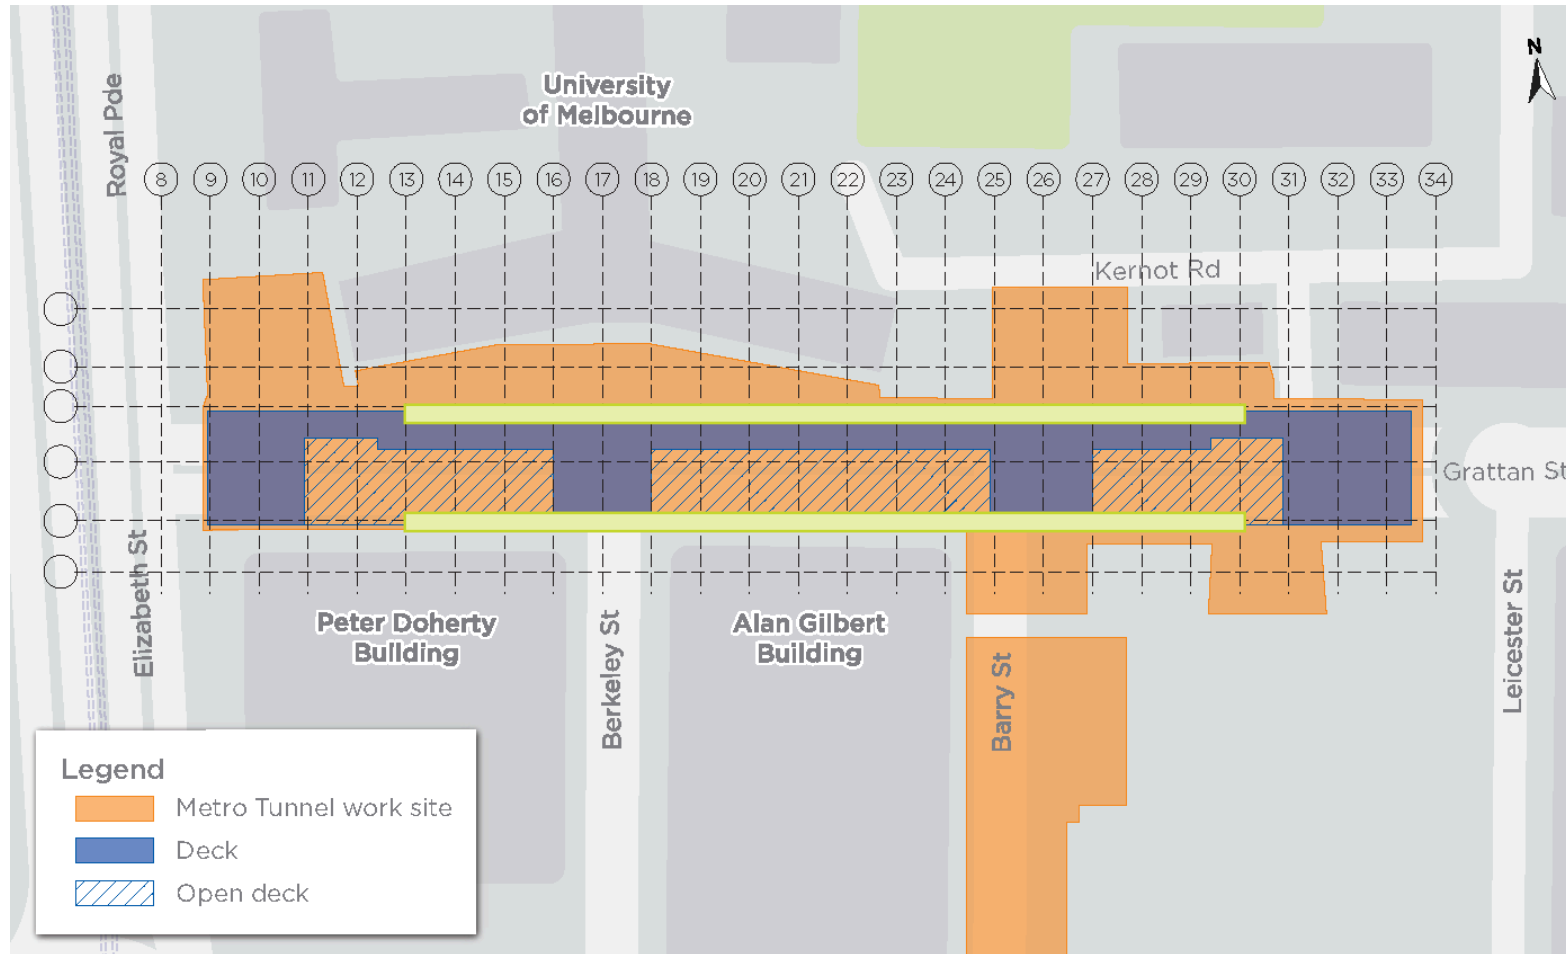 N
Royal Pde
University
of Melbourne
8 9 10 11 12 13 14 15 16 17 18 19 20 21 22 23 24 25 26 27 28 29 30 31 32 33 34
Kernot Rd
Grattan St
Elizabeth St
Peter Doherty
Building
Berkeley St
Alan Gilbert
Building
Barry St
Leicester St
Legend
Metro Tunnel work site
Deck
Open deck